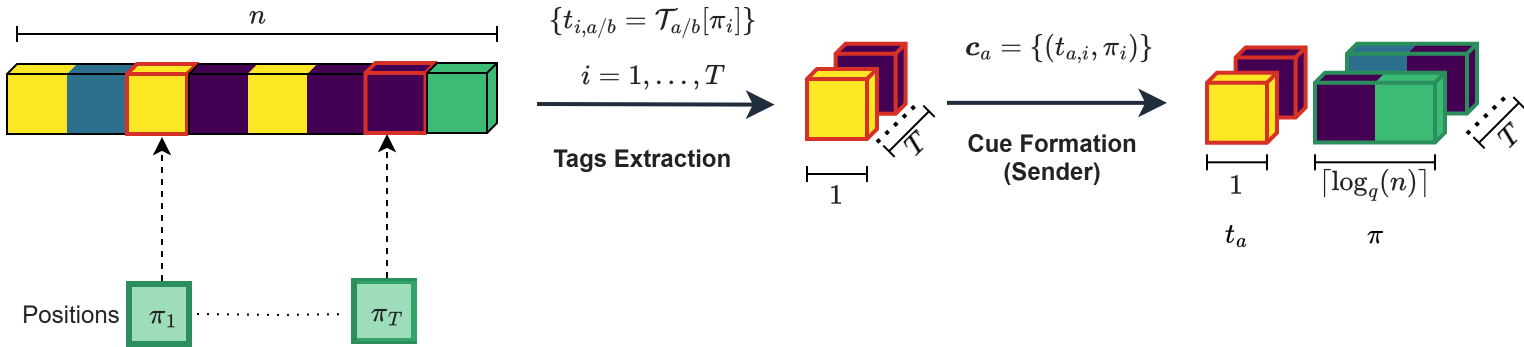 n
{t_{i,a/b} = 𝒯_{a/b}[π_i]}
i = 1, . . . , T
Tags Extraction
1
T
c_a = {(t_{a,i}, π_i)}
Cue Formation
(Sender)
1
⌈log_q(n)⌉
T
t_a
π
Positions
π_1
π_T